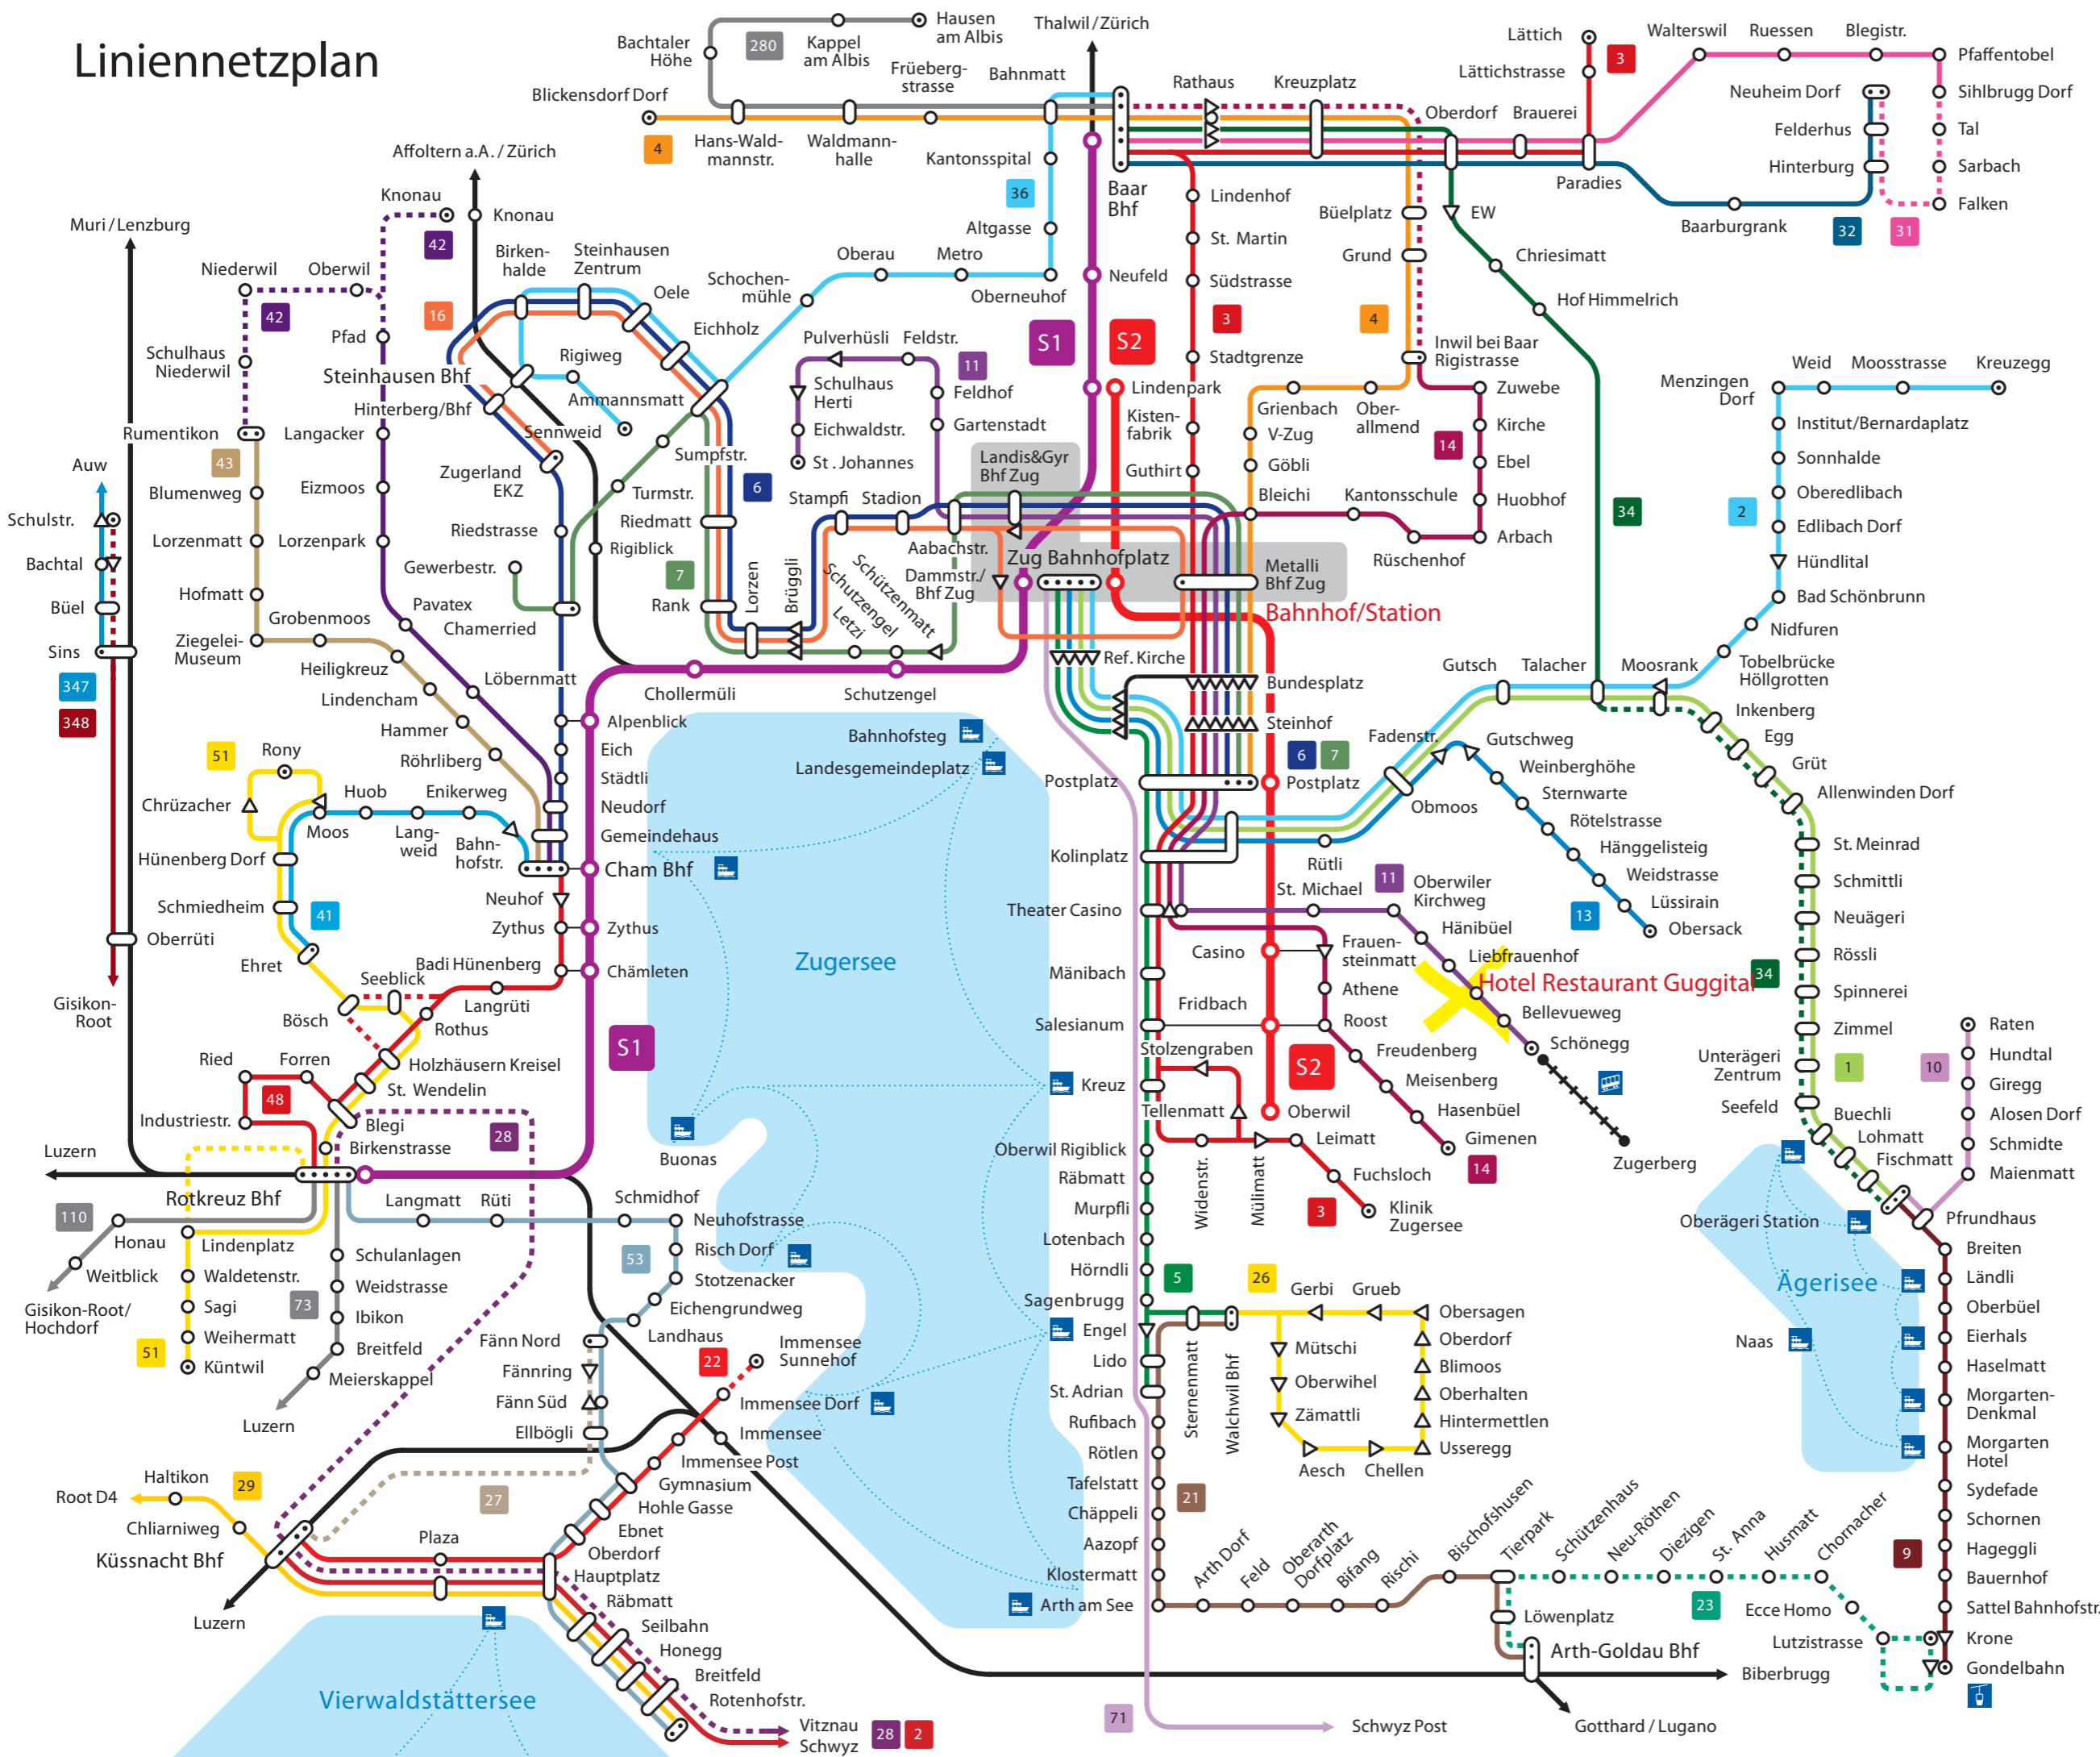 Liniennetzplan
Bachtaler
Höhe
280
Kappel
am Albis
Hausen
am Albis
Thalwil / Zürich
Früeberg-
strasse
Bahnmatt
Blickensdorf Dorf
4
Hans-Wald-
mannstr.
Waldmann-
halle
Kantonsspital
36
Altgasse
Oberau
Metro
Oberneuhof
Schochen-
mühle
Baar
Bhf
Rathaus
Kreuzplatz
Oberdorf
Brauerei
Lättich
Lättichstrasse
3
Paradies
Walterswil
Ruessen
Blegistr.
Pfaffentobel
Neuheim Dorf
Sihlbrugg Dorf
Felderhus
Tal
Hinterburg
Sarbach
Falken
Baarburgrank
32
31
Affoltern a.A. / Zürich
Knonau
Knonau
42
Muri / Lenzburg
Niederwil
Oberwil
42
Pfad
Schulhaus
Niederwil
Rumentikon
43
Langacker
Blumenweg
Eizmoos
Lorzenmatt
Lorzenpark
Hofmatt
Grobenmoos
Ziegelei-
Museum
Heiligkreuz
Lindencham
Hammer
Röhrliberg
Pavatex
Löbernmatt
Birken-
halde
Steinhausen
Zentrum
Oele
Eichholz
16
Rigiweg
Steinhausen Bhf
Ammannsmatt
Hinterberg/Bhf
Sennweid
Zugerland
EKZ
Sumpfstr.
Turmstr.
Riedstrasse
Rigiblick
Gewerbestr.
Chamerried
6
Riedmatt
7
Rank
Lorzen
Brüggli
Letzi
Schutzengel
Schützenmatt
Pulverhüsli
Feldstr.
11
Schulhaus
Herti
Feldhof
Eichwaldstr.
Gartenstadt
St . Johannes
Stampfi
Stadion
Aabachstr.
Landis&Gyr
Bhf Zug
Dammstr./
Bhf Zug
Zug Bahnhofplatz
Metalli
Bhf Zug
Bahnhof/Station
S1
S2
Neufeld
Lindenpark
Lindenhof
St. Martin
Südstrasse
3
Stadtgrenze
Kisten-
fabrik
Guthirt
Büelplatz
Grund
4
Inwil bei Baar
Rigistrasse
Grienbach
Ober-
allmend
V-Zug
Göbli
Bleichi
Kantonsschule
Rüschenhof
Zuwebe
Kirche
14
Ebel
Huobhof
Arbach
EW
Chriesimatt
Hof Himmelrich
34
Menzingen
Dorf
Weid
Moosstrasse
Kreuzegg
Institut/Bernardaplatz
Sonnhalde
Oberedlibach
2
Edlibach Dorf
Hündlital
Bad Schönbrunn
Nidfuren
Tobelbrücke
Höllgrotten
Gutsch
Talacher
Moosrank
Inkenberg
Egg
Grüt
Allenwinden Dorf
St. Meinrad
Schmittli
Neuägeri
Rössli
34
Spinnerei
Zimmel
Unterägeri
Zentrum
1
Seefeld
Buechli
Lohmatt
Fischmatt
10
Raten
Hundtal
Giregg
Alosen Dorf
Schmidte
Maienmatt
Pfrundhaus
Oberägeri Station
Ägerisee
Naas
Breiten
Ländli
Oberbüel
Eierhals
Haselmatt
Morgarten-
Denkmal
Morgarten
Hotel
Sydefade
Schornen
Hageggli
9
Bauernhof
Sattel Bahnhofstr.
Krone
Gondelbahn
Auw
Schulstr.
Bachtal
Büel
Sins
347
348
Oberrüti
Gisikon-
Root
51
Rony
Chrüzacher
Huob
Enikerweg
Moos
Lang-
weid
Bahn-
hofstr.
Hünenberg Dorf
Schmiedheim
41
Ehret
Alpenblick
Eich
Städtli
Neudorf
Gemeindehaus
Cham Bhf
Neuhof
Zythus
Zythus
Badi Hünenberg
Chämleten
Seeblick
Langrüti
Bösch
Rothus
Ried
Forren
Holzhäusern Kreisel
48
St. Wendelin
Industriestr.
Blegi
28
Birkenstrasse
S1
Luzern
Rotkreuz Bhf
Langmatt
Rüti
Schmidhof
110
Neuhofstrasse
Honau
Lindenplatz
Schulanlagen
Risch Dorf
53
Weitblick
Waldetenstr.
Weidstrasse
Stotzenacker
Gisikon-Root/
Hochdorf
Sagi
73
Ibikon
Eichengrundweg
51
Weihermatt
Breitfeld
Küntwil
Meierskappel
Luzern
Landhaus
Fänn Nord
Fännring
Fänn Süd
Ellbögli
22
Immensee
Sunnehof
Immensee Dorf
Immensee
Immensee Post
Gymnasium
Hohle Gasse
Ebnet
Oberdorf
Hauptplatz
Räbmatt
Seilbahn
Honegg
Breitfeld
Rotenhofstr.
Vitznau
Schwyz
28
2
Haltikon
29
Root D4
Chliarniweg
Küssnacht Bhf
27
Plaza
Luzern
Vierwaldstättersee
Chollermüli
Schutzengel
Ref. Kirche
Bundesplatz
Steinhof
6
7
Postplatz
Postplatz
Bahnhofsteg
Landesgemeindeplatz
Zugersee
Buonas
Kolinplatz
Theater Casino
Fadenstr.
Gutschweg
Weinberghöhe
Sternwarte
Obmoos
Rötelstrasse
Hänggelisteig
Rütli
Weidstrasse
Lüssirain
13
Obersack
St. Michael
11
Oberwiler
Kirchweg
Hänibüel
Liebfrauenhof
Hotel Restaurant Guggital
Bellevueweg
Schönegg
Zugerberg
Casino
Frauen-
steinmatt
Mänibach
Athene
Fridbach
Salesianum
Roost
Stolzengraben
S2
Freudenberg
Kreuz
Meisenberg
Tellenmatt
Oberwil
Hasenbüel
Gimenen
14
Oberwil Rigiblick
Leimatt
Räbmatt
Fuchsloch
Widenstr.
Mülimatt
Murpfli
3
Klinik
Zugersee
Lotenbach
Hörndli
5
26
Sagenbrugg
Gerbi
Grueb
Obersagen
Engel
Mütschi
Oberdorf
Lido
Oberwihel
Blimoos
St. Adrian
Sternenmatt
Walchwil Bhf
Zämattli
Oberhalten
Rufibach
Hintermettlen
Rötlen
Aesch
Chellen
Usseregg
Tafelstatt
21
Chäppeli
Aazopf
Klostermatt
Arth am See
Arth Dorf
Feld
Oberarth
Dorfplatz
Bifang
Rischi
Bischofshusen
Tierpark
Schützenhaus
Neu-Röthen
Diezigen
St. Anna
Husmatt
Chornacher
23
Ecce Homo
Löwenplatz
Lutzistrasse
Arth-Goldau Bhf
Biberbrugg
71
Schwyz Post
Gotthard / Lugano